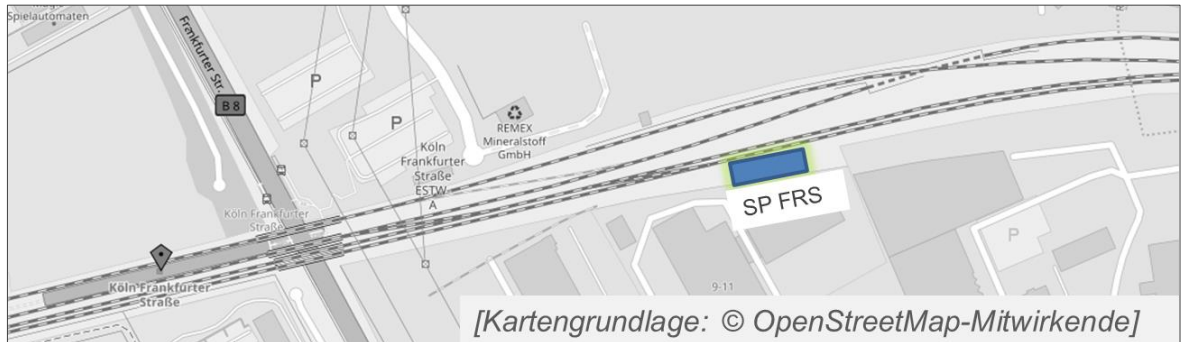 Spielautomaten
Frankfurter Str.
B 8
P
P
REMEX
Mineralstoff
GmbH
Köln
Frankfurter
Straße
ESTW-
A
Köln Frankfurter
Straße
Köln Frankfurter
Straße
SP FRS
P
9-11
[Kartengrundlage: © OpenStreetMap-Mitwirkende]